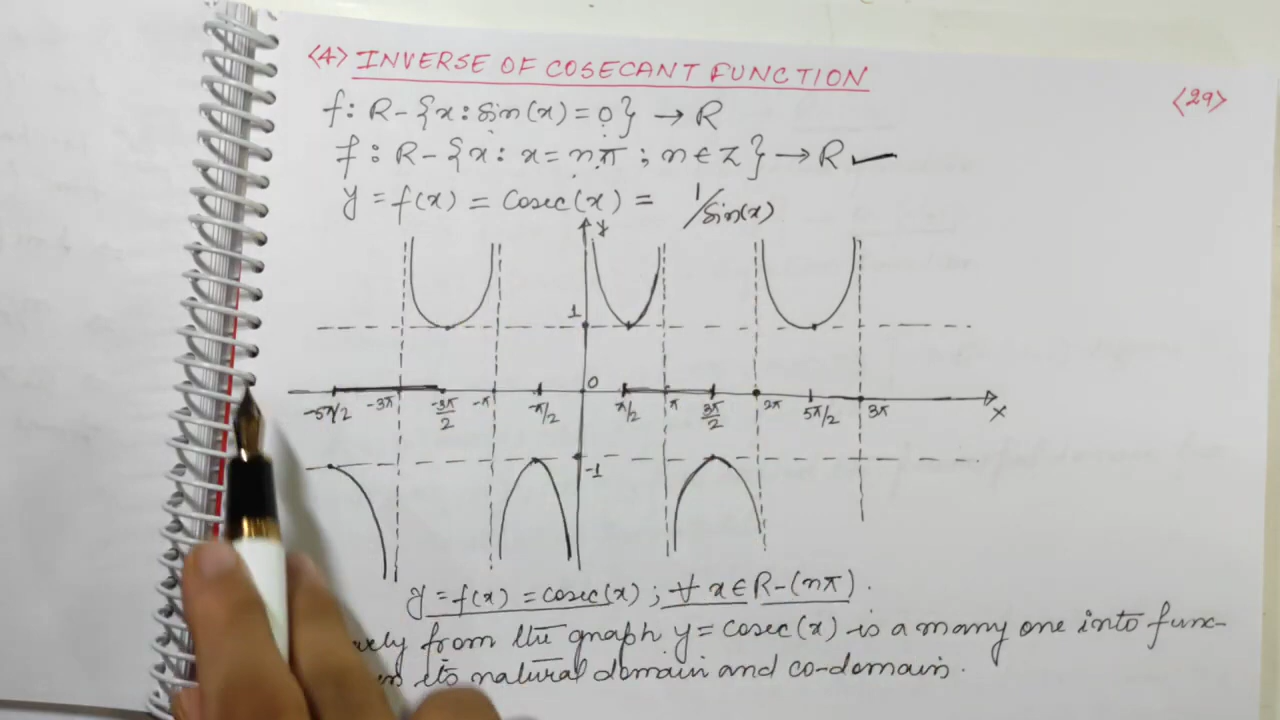 <4> INVERSE OF COSECANT FUNCTION
<29>
f: R-{x: Sin(x)=0} → R
f: R-{x: x=nπ ; n∈Z} → R ✓
y = f(x) = Cosec(x) = 1/Sin(x)
y
1
0
-5π/2 -3π -3π/2 -π -π/2 π/2 π 3π/2 2π 5π/2 3π X
-1
y = f(x) = cosec(x) ; ∀ x ∈ R-(nπ).
from the graph y = cosec(x) is a many one into func-
its natural domain and co-domain.